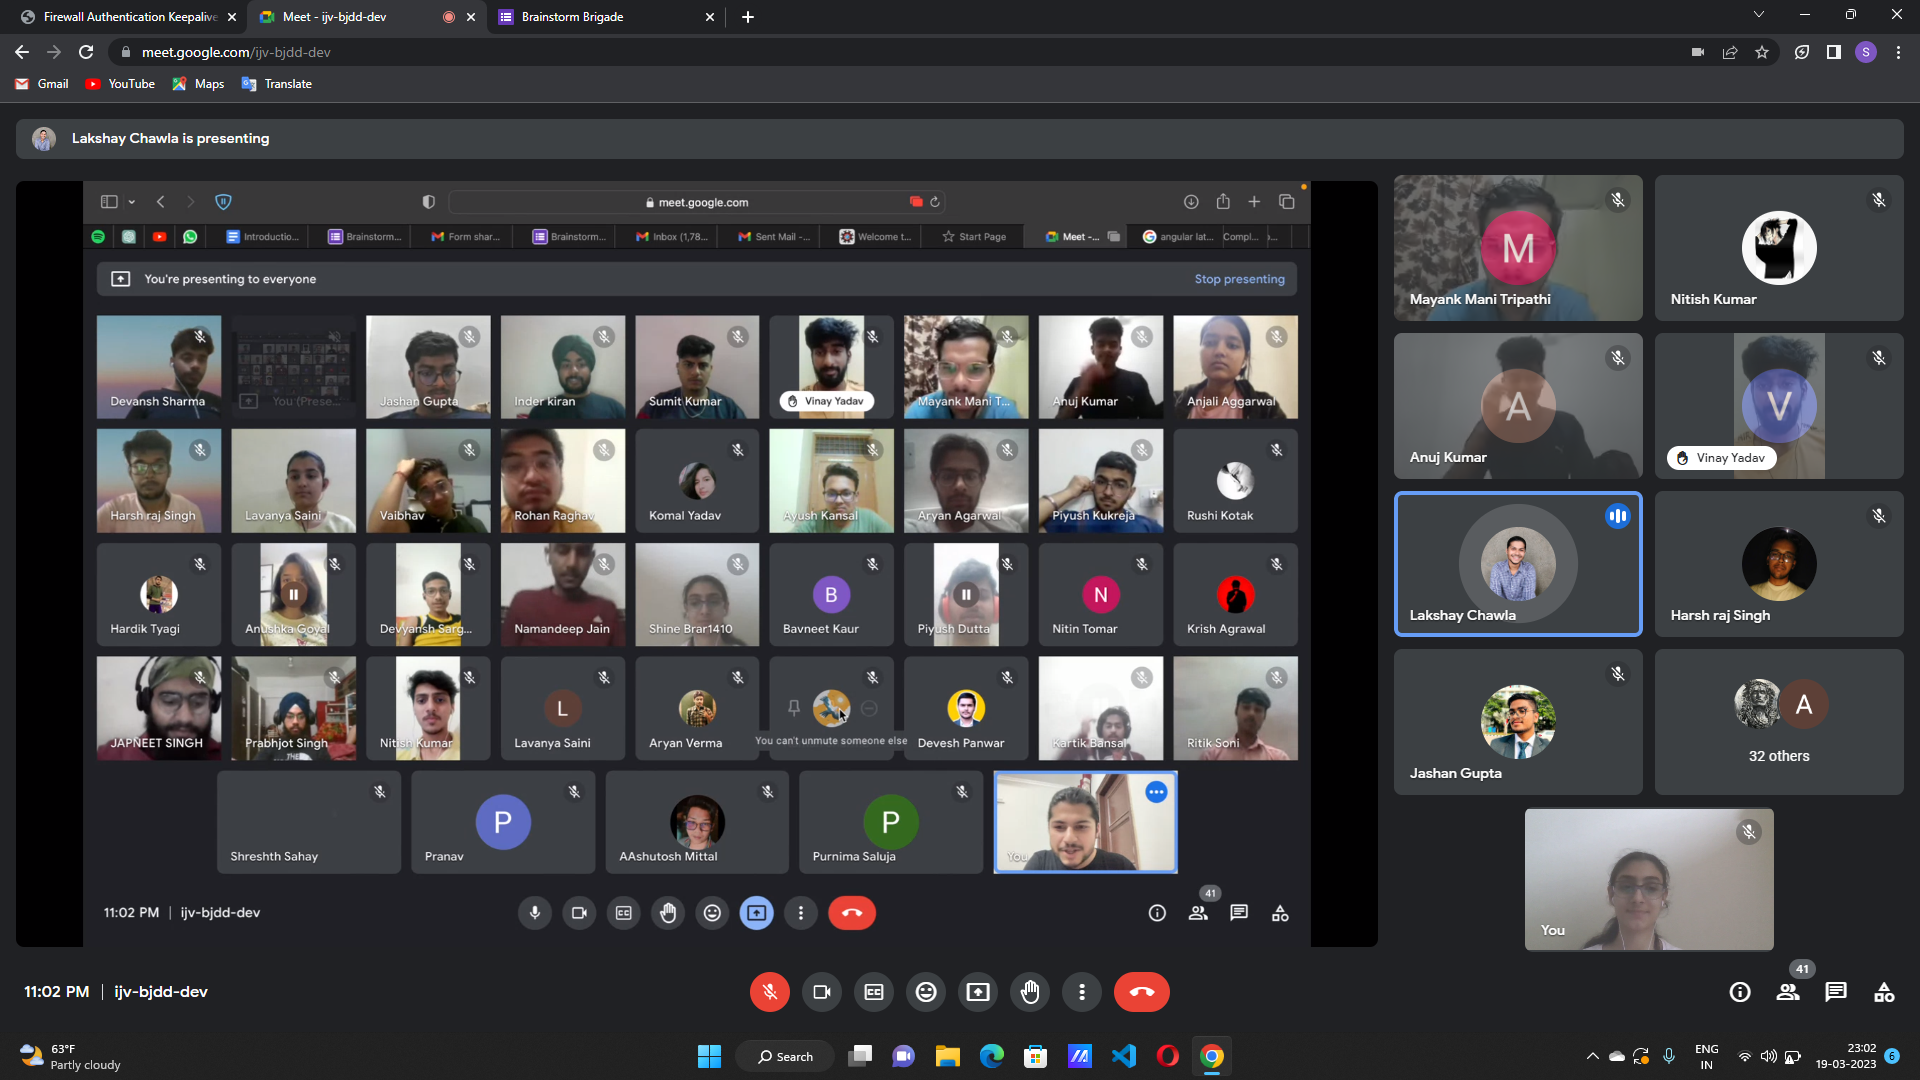 Firewall Authentication Keepalive
Meet - ijv-bjdd-dev
Brainstorm Brigade
meet.google.com/ijv-bjdd-dev
S
Gmail
YouTube
Maps
Translate
Lakshay Chawla is presenting
meet.google.com
Introductio...
Brainstorm...
Form shar...
Brainstorm...
Inbox (1,78...
Sent Mail -...
Welcome t...
Start Page
Meet -...
angular lat...
Compl...
You're presenting to everyone
Stop presenting
Devansh Sharma
You (Prese...
Jashan Gupta
Inder kiran
Sumit Kumar
Vinay Yadav
Mayank Mani T...
Anuj Kumar
Anjali Aggarwal
Harsh raj Singh
Lavanya Saini
Vaibhav
Rohan Raghav
Komal Yadav
Ayush Kansal
Aryan Agarwal
Piyush Kukreja
Rushi Kotak
B
N
Hardik Tyagi
Anushka Goyal
Devyansh Sarg...
Namandeep Jain
Shine Brar1410
Bavneet Kaur
Piyush Dutta
Nitin Tomar
Krish Agrawal
L
JAPNEET SINGH
Prabhjot Singh
Nitish Kumar
Lavanya Saini
Aryan Verma
You can't unmute someone else
Devesh Panwar
Kartik Bansal
Ritik Soni
P
P
Shreshth Sahay
Pranav
AAshutosh Mittal
Purnima Saluja
You
11:02 PM | ijv-bjdd-dev
41
M
Mayank Mani Tripathi
Nitish Kumar
A
V
Anuj Kumar
Vinay Yadav
Lakshay Chawla
Harsh raj Singh
A
Jashan Gupta
32 others
You
11:02 PM | ijv-bjdd-dev
41
63°F
Partly cloudy
Search
ENG
IN
23:02
19-03-2023
6